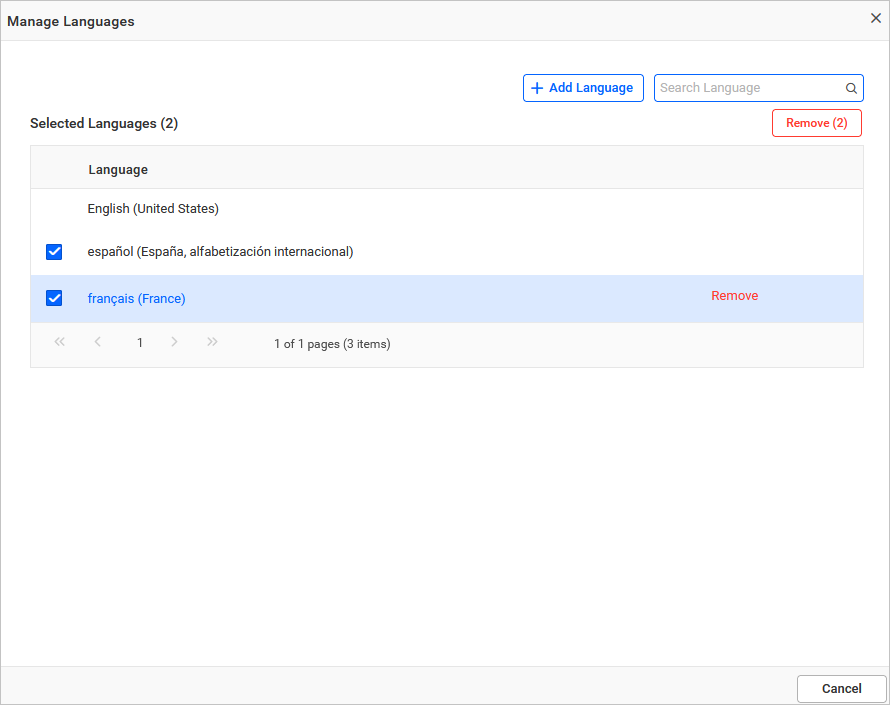 Manage Languages
+ Add Language
Search Language
Selected Languages (2)
Remove (2)
Language
English (United States)
español (España, alfabetización internacional)
français (France)
Remove
1
1 of 1 pages (3 items)
Cancel